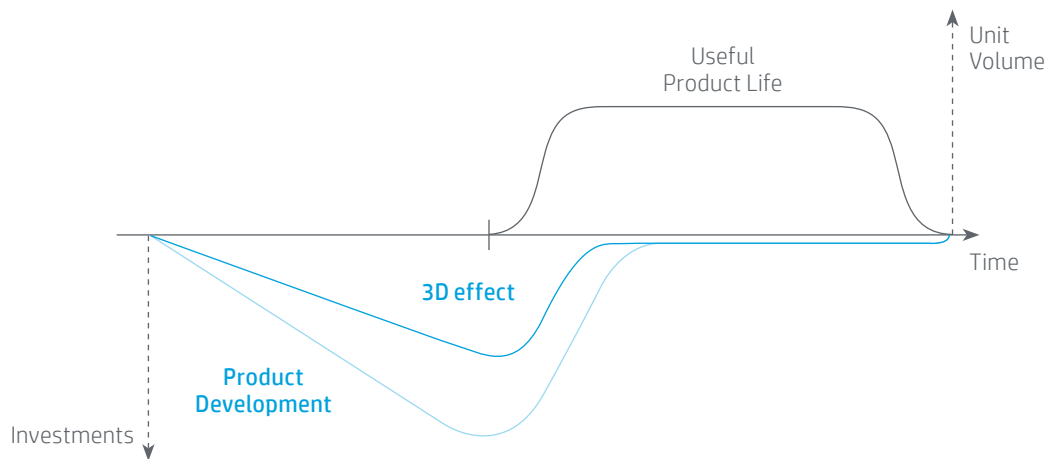 Unit
Volume
Useful
Product Life
Time
3D effect
Product
Development
Investments